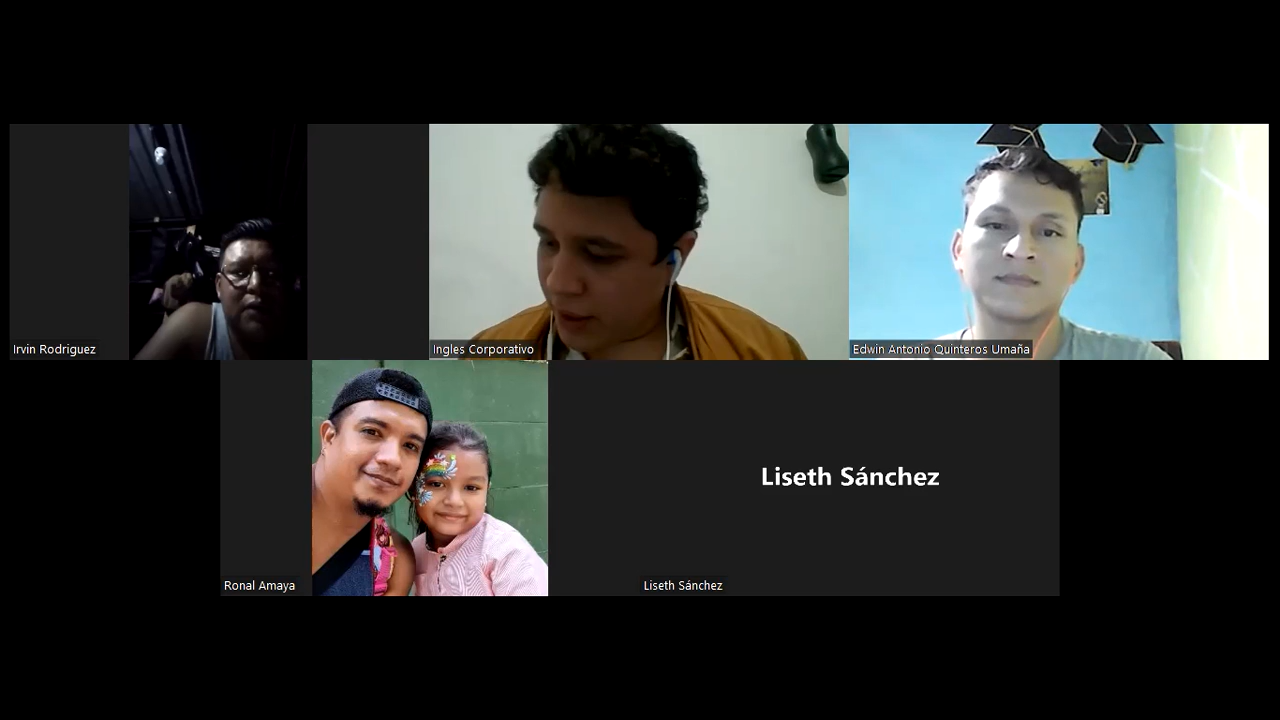 Irvin Rodriguez
Ingles Corporativo
Edwin Antonio Quinteros Umaña
Liseth Sánchez
Ronal Amaya
Liseth Sánchez